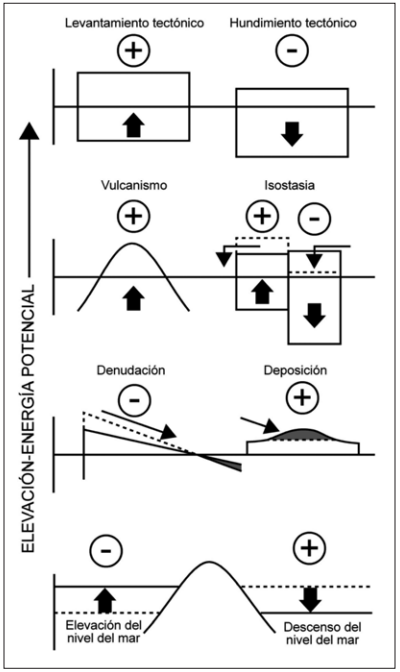 Levantamiento tectónico
Hundimiento tectónico
+
-
Vulcanismo
Isostasia
+
+
-
Denudación
Deposición
-
+
-
+
Elevación del
nivel del mar
Descenso del
nivel del mar
ELEVACIÓN-ENERGÍA POTENCIAL